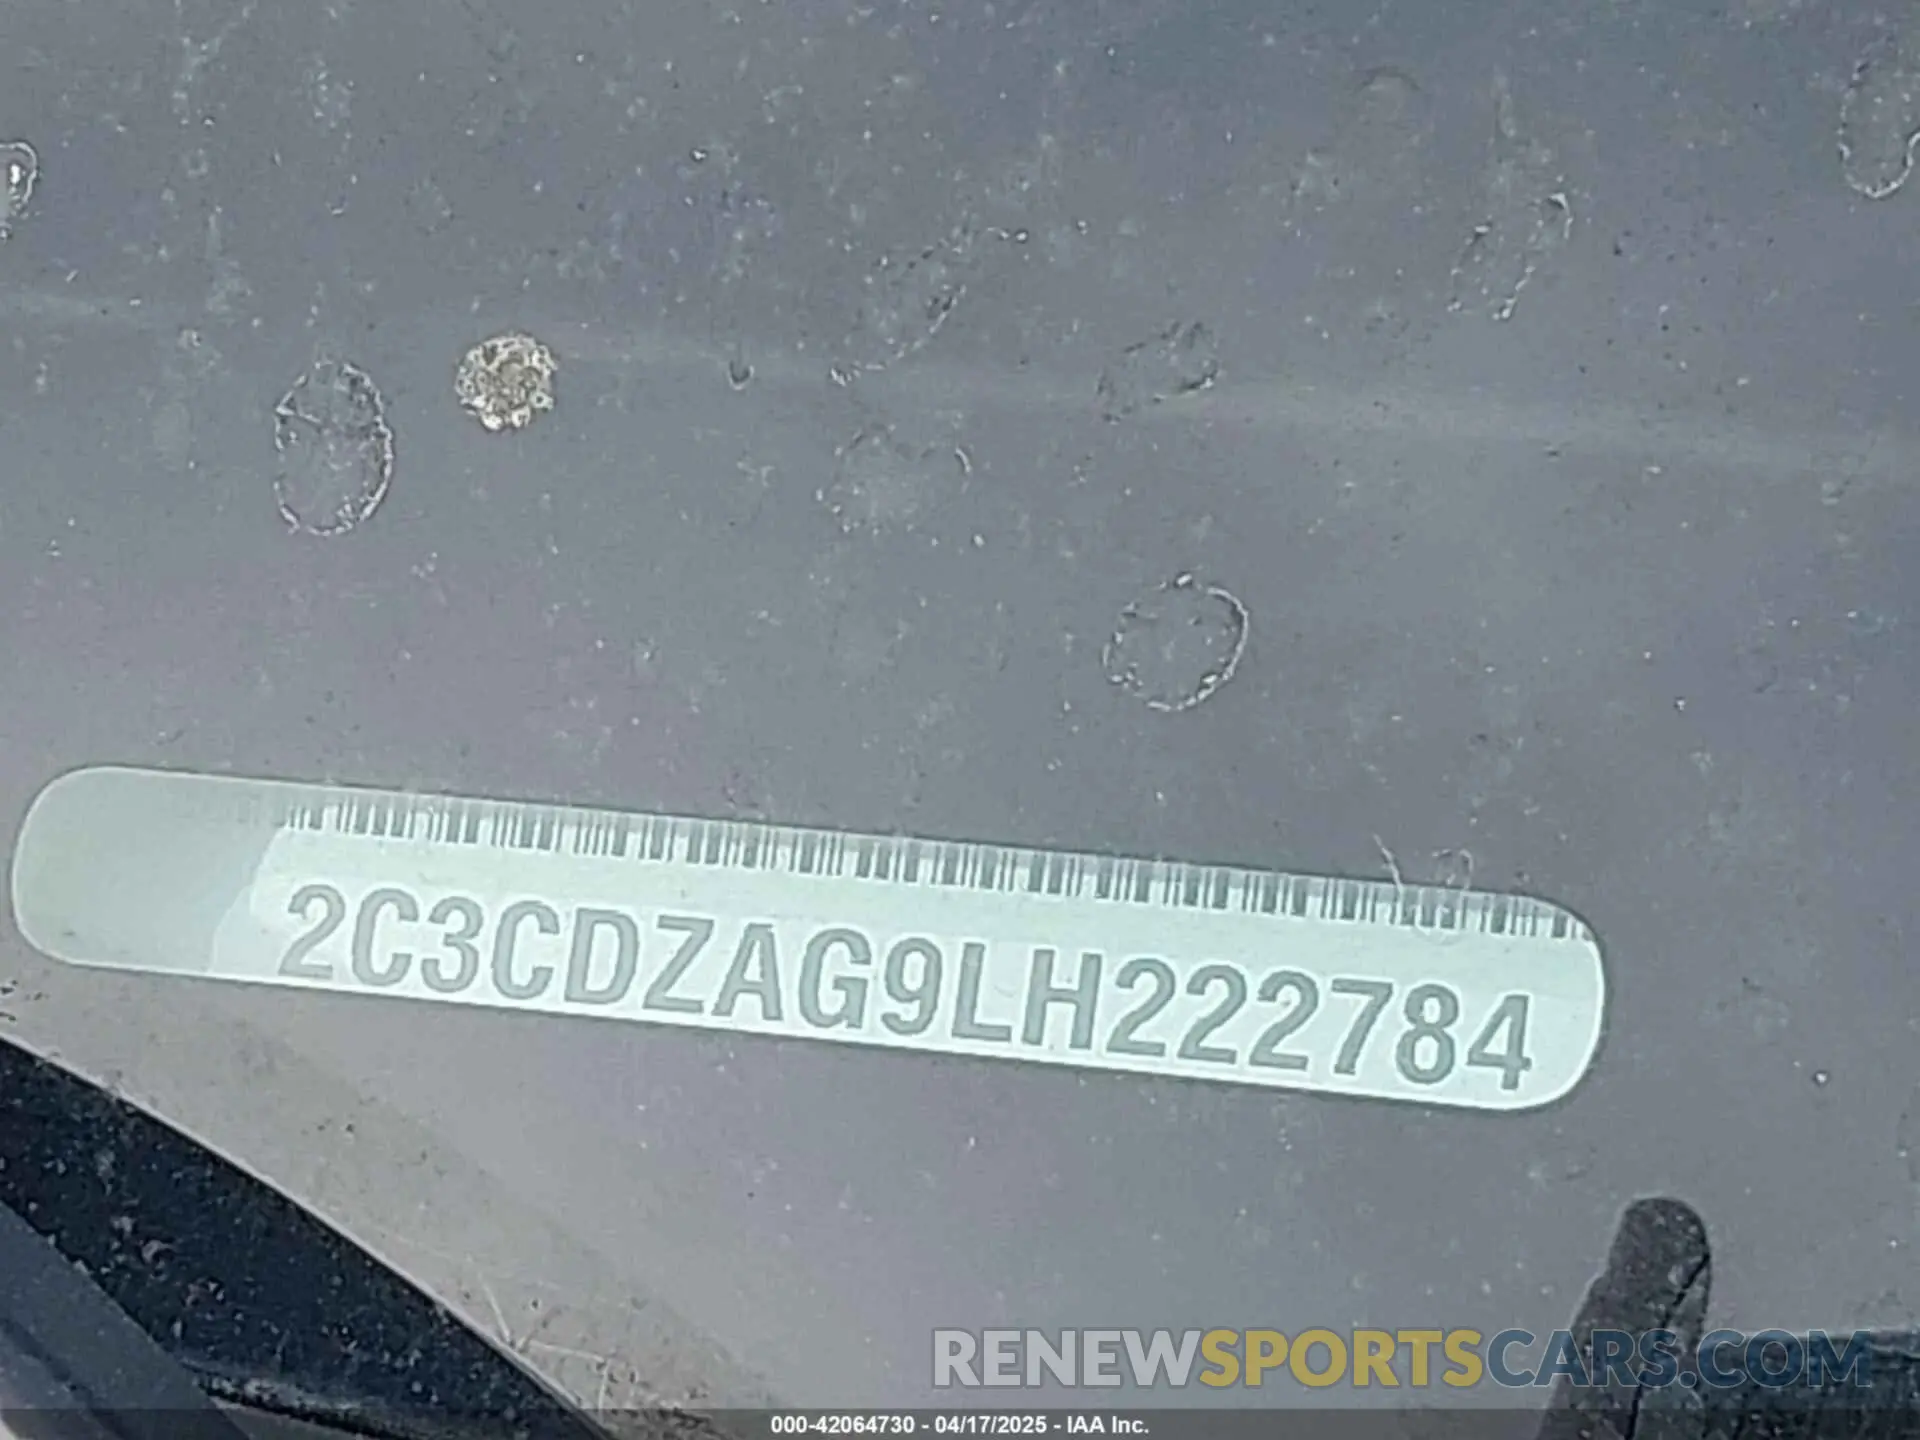 2C3CDZAG9LH222784
RENEWSPORTSCARS.COM
000-42064730 - 04/17/2025 - IAA Inc.